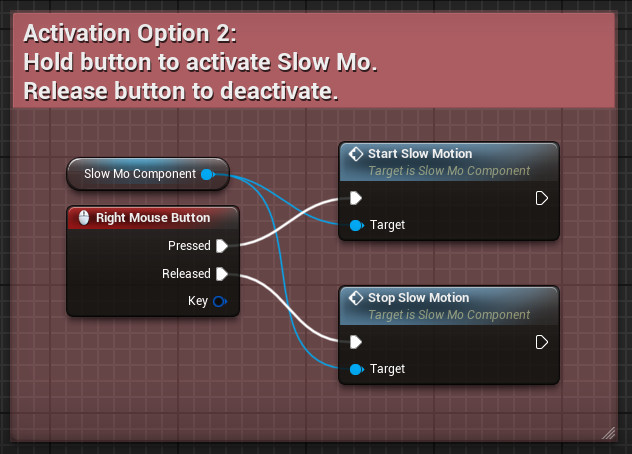 Activation Option 2:
Hold button to activate Slow Mo.
Release button to deactivate.
Slow Mo Component
Right Mouse Button
Pressed
Released
Key
Start Slow Motion
Target is Slow Mo Component
Target
Stop Slow Motion
Target is Slow Mo Component
Target